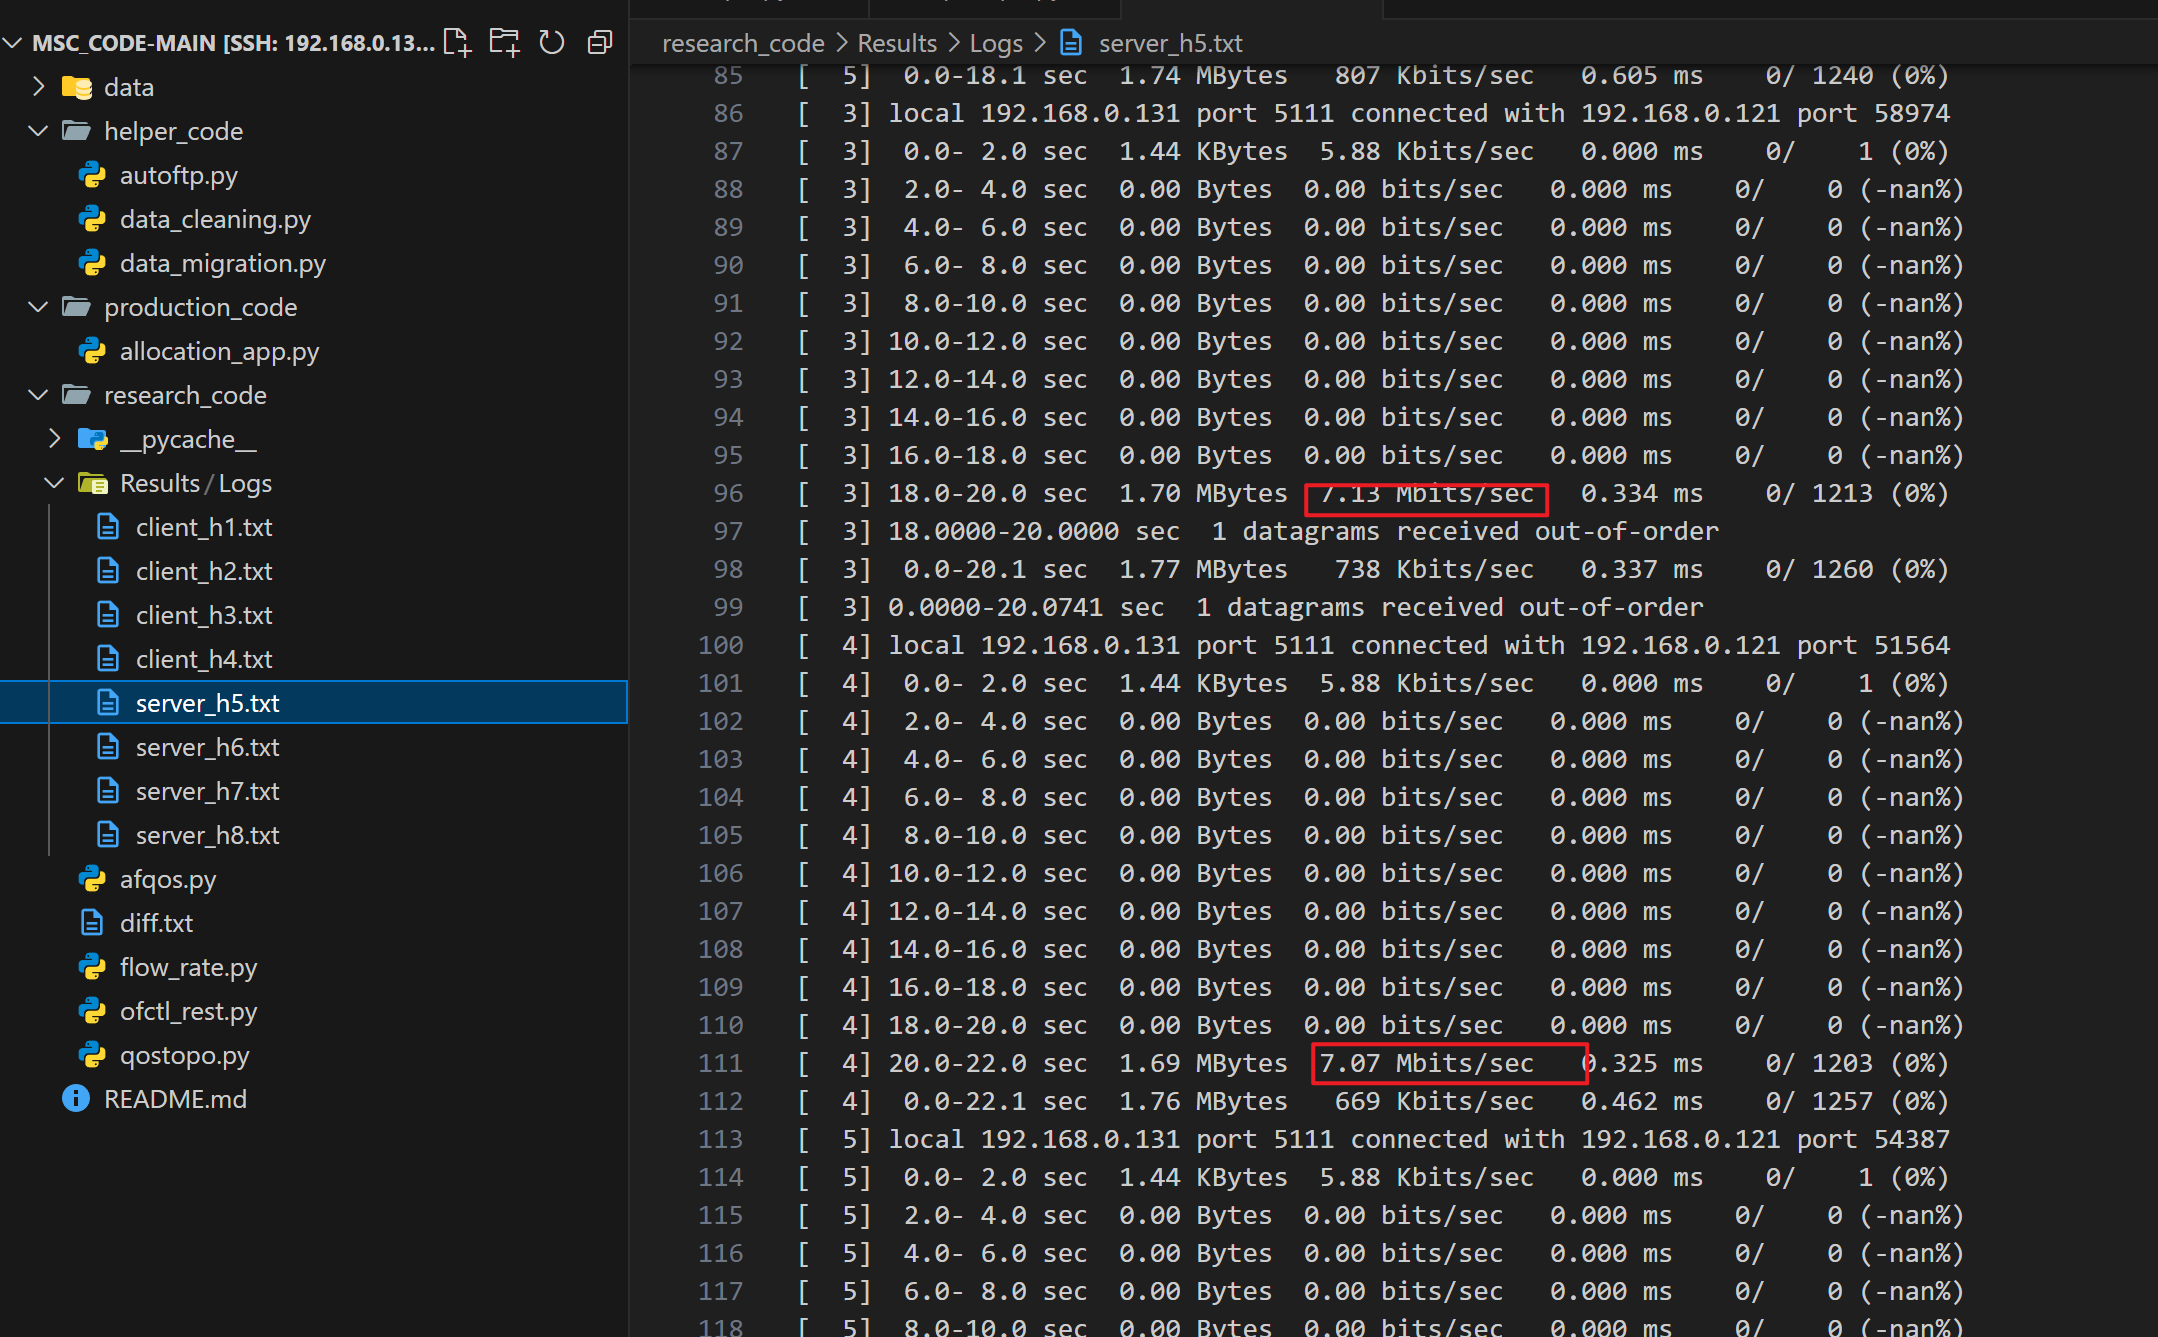 MSC_CODE-MAIN [SSH: 192.168.0.13...
data
helper_code
autoftp.py
data_cleaning.py
data_migration.py
production_code
allocation_app.py
research_code
__pycache__
Results/Logs
client_h1.txt
client_h2.txt
client_h3.txt
client_h4.txt
server_h5.txt
server_h6.txt
server_h7.txt
server_h8.txt
afqos.py
diff.txt
flow_rate.py
ofctl_rest.py
qostopo.py
README.md
research_code > Results > Logs > server_h5.txt
85 [ 5] 0.0-18.1 sec 1.74 MBytes 807 Kbits/sec 0.605 ms 0/ 1240 (0%)
86 [ 3] local 192.168.0.131 port 5111 connected with 192.168.0.121 port 58974
87 [ 3] 0.0- 2.0 sec 1.44 KBytes 5.88 Kbits/sec 0.000 ms 0/ 1 (0%)
88 [ 3] 2.0- 4.0 sec 0.00 Bytes 0.00 bits/sec 0.000 ms 0/ 0 (-nan%)
89 [ 3] 4.0- 6.0 sec 0.00 Bytes 0.00 bits/sec 0.000 ms 0/ 0 (-nan%)
90 [ 3] 6.0- 8.0 sec 0.00 Bytes 0.00 bits/sec 0.000 ms 0/ 0 (-nan%)
91 [ 3] 8.0-10.0 sec 0.00 Bytes 0.00 bits/sec 0.000 ms 0/ 0 (-nan%)
92 [ 3] 10.0-12.0 sec 0.00 Bytes 0.00 bits/sec 0.000 ms 0/ 0 (-nan%)
93 [ 3] 12.0-14.0 sec 0.00 Bytes 0.00 bits/sec 0.000 ms 0/ 0 (-nan%)
94 [ 3] 14.0-16.0 sec 0.00 Bytes 0.00 bits/sec 0.000 ms 0/ 0 (-nan%)
95 [ 3] 16.0-18.0 sec 0.00 Bytes 0.00 bits/sec 0.000 ms 0/ 0 (-nan%)
96 [ 3] 18.0-20.0 sec 1.70 MBytes 7.13 Mbits/sec 0.334 ms 0/ 1213 (0%)
97 [ 3] 18.0000-20.0000 sec 1 datagrams received out-of-order
98 [ 3] 0.0-20.1 sec 1.77 MBytes 738 Kbits/sec 0.337 ms 0/ 1260 (0%)
99 [ 3] 0.0000-20.0741 sec 1 datagrams received out-of-order
100 [ 4] local 192.168.0.131 port 5111 connected with 192.168.0.121 port 51564
101 [ 4] 0.0- 2.0 sec 1.44 KBytes 5.88 Kbits/sec 0.000 ms 0/ 1 (0%)
102 [ 4] 2.0- 4.0 sec 0.00 Bytes 0.00 bits/sec 0.000 ms 0/ 0 (-nan%)
103 [ 4] 4.0- 6.0 sec 0.00 Bytes 0.00 bits/sec 0.000 ms 0/ 0 (-nan%)
104 [ 4] 6.0- 8.0 sec 0.00 Bytes 0.00 bits/sec 0.000 ms 0/ 0 (-nan%)
105 [ 4] 8.0-10.0 sec 0.00 Bytes 0.00 bits/sec 0.000 ms 0/ 0 (-nan%)
106 [ 4] 10.0-12.0 sec 0.00 Bytes 0.00 bits/sec 0.000 ms 0/ 0 (-nan%)
107 [ 4] 12.0-14.0 sec 0.00 Bytes 0.00 bits/sec 0.000 ms 0/ 0 (-nan%)
108 [ 4] 14.0-16.0 sec 0.00 Bytes 0.00 bits/sec 0.000 ms 0/ 0 (-nan%)
109 [ 4] 16.0-18.0 sec 0.00 Bytes 0.00 bits/sec 0.000 ms 0/ 0 (-nan%)
110 [ 4] 18.0-20.0 sec 0.00 Bytes 0.00 bits/sec 0.000 ms 0/ 0 (-nan%)
111 [ 4] 20.0-22.0 sec 1.69 MBytes 7.07 Mbits/sec 0.325 ms 0/ 1203 (0%)
112 [ 4] 0.0-22.1 sec 1.76 MBytes 669 Kbits/sec 0.462 ms 0/ 1257 (0%)
113 [ 5] local 192.168.0.131 port 5111 connected with 192.168.0.121 port 54387
114 [ 5] 0.0- 2.0 sec 1.44 KBytes 5.88 Kbits/sec 0.000 ms 0/ 1 (0%)
115 [ 5] 2.0- 4.0 sec 0.00 Bytes 0.00 bits/sec 0.000 ms 0/ 0 (-nan%)
116 [ 5] 4.0- 6.0 sec 0.00 Bytes 0.00 bits/sec 0.000 ms 0/ 0 (-nan%)
117 [ 5] 6.0- 8.0 sec 0.00 Bytes 0.00 bits/sec 0.000 ms 0/ 0 (-nan%)
118 [ 5] 8.0-10.0 sec 0.00 Bytes 0.00 bits/sec 0.000 ms 0/ 0 (-nan%)